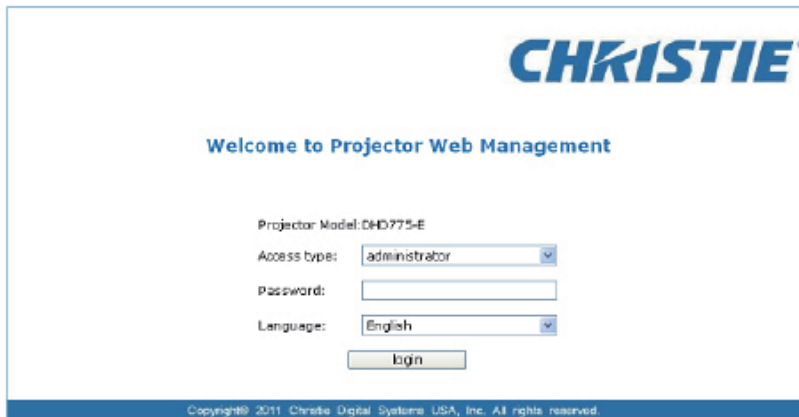 CHRISTIE
Welcome to Projector Web Management
Projector Model:DHD775-E
Access type: administrator
Password:
Language: English
login
Copyright© 2011 Christie Digital Systems USA, Inc. All rights reserved.